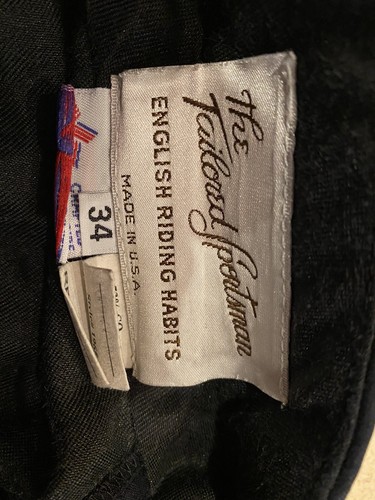 The
Tailored Sportsman
ENGLISH RIDING HABITS
MADE IN U.S.A.
34